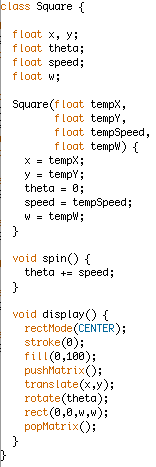 class Square {
float x, y;
float theta;
float speed;
float w;
Square(float tempX,
float tempY,
float tempSpeed,
float tempW) {
x = tempX;
y = tempY;
theta = 0;
speed = tempSpeed;
w = tempW;
}
void spin() {
theta += speed;
}
void display() {
rectMode(CENTER);
stroke(0);
fill(0,100);
pushMatrix();
translate(x,y);
rotate(theta);
rect(0,0,w,w);
popMatrix();
}
}